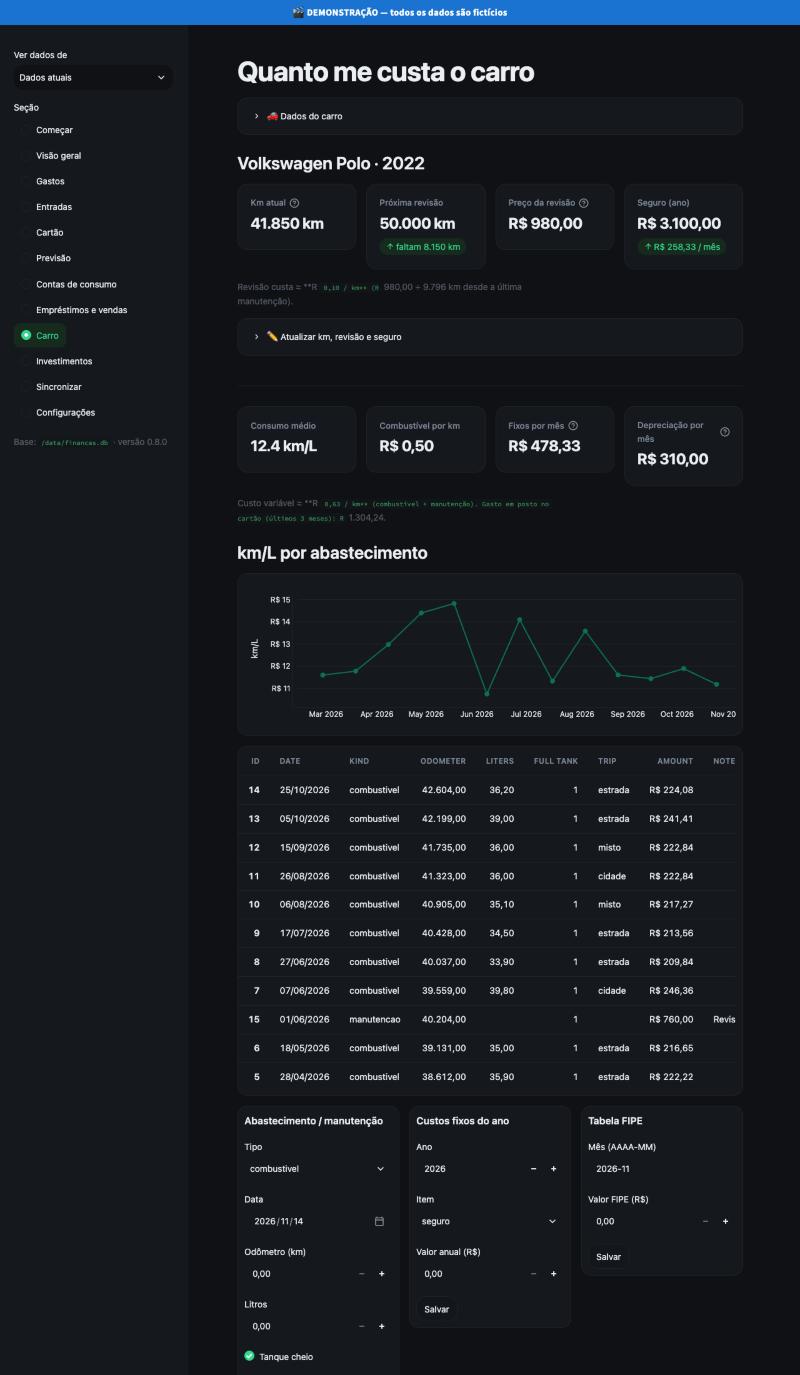 🎬 DEMONSTRAÇÃO — todos os dados são fictícios
Ver dados de
Dados atuais
Seção
Começar
Visão geral
Gastos
Entradas
Cartão
Previsão
Contas de consumo
Empréstimos e vendas
Carro
Investimentos
Sincronizar
Configurações
Base: /data/financas.db · versão 0.8.0
Quanto me custa o carro
🚗 Dados do carro
Volkswagen Polo · 2022
Km atual
41.850 km
Próxima revisão
50.000 km
↑ faltam 8.150 km
Preço da revisão
R$ 980,00
Seguro (ano)
R$ 3.100,00
↑ R$ 258,33 / mês
Revisão custa ≈ **R 0,10 / km** (R 980,00 ÷ 9.796 km desde a última
manutenção).
✏️ Atualizar km, revisão e seguro
Consumo médio
12.4 km/L
Combustível por km
R$ 0,50
Fixos por mês
R$ 478,33
Depreciação por
mês
R$ 310,00
Custo variável ≈ **R 0,63 / km** (combustível + manutenção). Gasto em posto no
cartão (últimos 3 meses): R 1.304,24.
km/L por abastecimento
km/L
R$ 15
R$ 14
R$ 13
R$ 12
R$ 11
Mar 2026 Apr 2026 May 2026 Jun 2026 Jul 2026 Aug 2026 Sep 2026 Oct 2026 Nov 20
ID DATE KIND ODOMETER LITERS FULL TANK TRIP AMOUNT NOTE
14 25/10/2026 combustivel 42.604,00 36,20 1 estrada R$ 224,08
13 05/10/2026 combustivel 42.199,00 39,00 1 estrada R$ 241,41
12 15/09/2026 combustivel 41.735,00 36,00 1 misto R$ 222,84
11 26/08/2026 combustivel 41.323,00 36,00 1 cidade R$ 222,84
10 06/08/2026 combustivel 40.905,00 35,10 1 misto R$ 217,27
9 17/07/2026 combustivel 40.428,00 34,50 1 estrada R$ 213,56
8 27/06/2026 combustivel 40.037,00 33,90 1 estrada R$ 209,84
7 07/06/2026 combustivel 39.559,00 39,80 1 cidade R$ 246,36
15 01/06/2026 manutencao 40.204,00 1 R$ 760,00 Revis
6 18/05/2026 combustivel 39.131,00 35,00 1 estrada R$ 216,65
5 28/04/2026 combustivel 38.612,00 35,90 1 estrada R$ 222,22
Abastecimento / manutenção
Tipo
combustivel
Data
2026/11/14
Odômetro (km)
0,00
Litros
0,00
Tanque cheio
Custos fixos do ano
Ano
2026
Item
seguro
Valor anual (R$)
0,00
Salvar
Tabela FIPE
Mês (AAAA-MM)
2026-11
Valor FIPE (R$)
0,00
Salvar